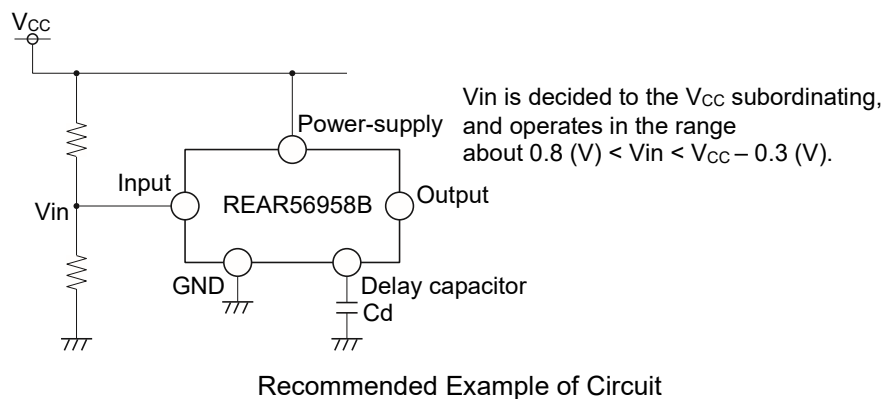 VCC
Vin is decided to the VCC subordinating,
and operates in the range
about 0.8 (V) < Vin < VCC – 0.3 (V).
Power-supply
Input
Output
REAR56958B
Vin
GND
Delay capacitor
Cd
Recommended Example of Circuit